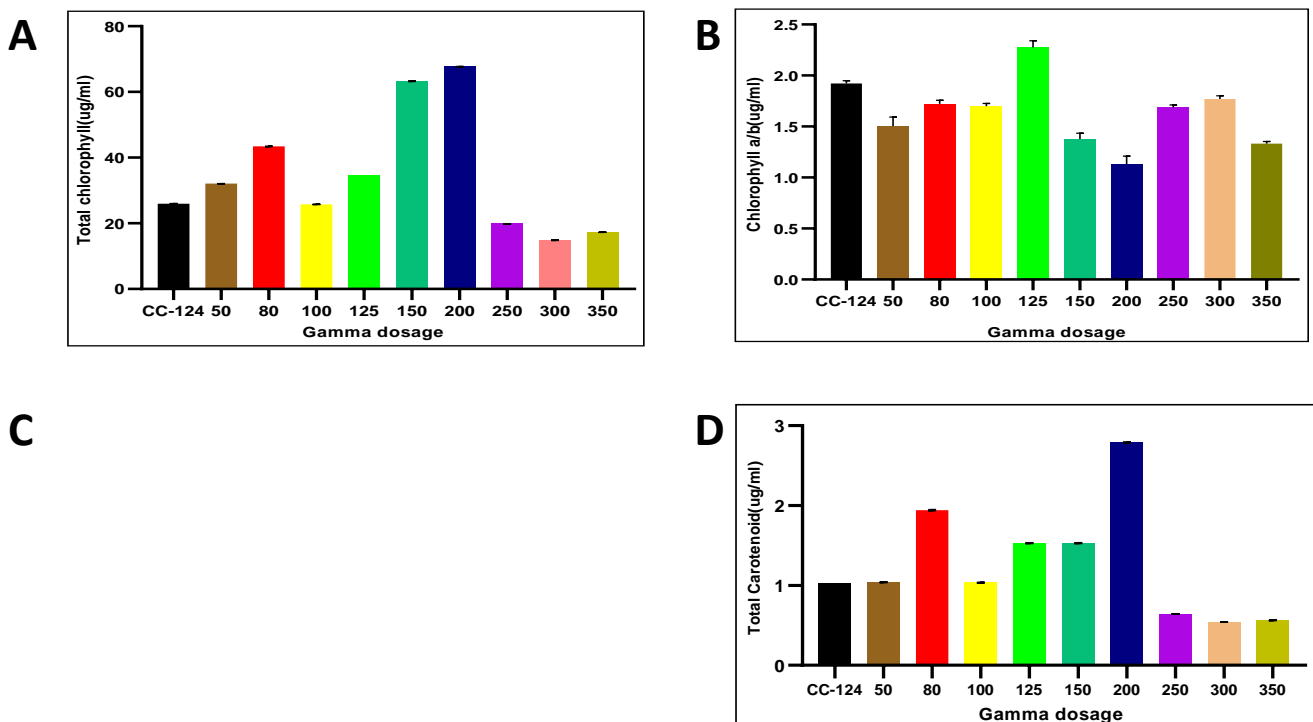 A
Total chlorophyll(ug/ml)
80
60
40
20
0
CC-124 50 80 100 125 150 200 250 300 350
Gamma dosage
B
Chlorophyll a/b(ug/ml)
2.5
2.0
1.5
1.0
0.5
0.0
CC-124 50 80 100 125 150 200 250 300 350
Gamma dosage
C
D
Total Carotenoid(ug/ml)
3
2
1
0
CC-124 50 80 100 125 150 200 250 300 350
Gamma dosage